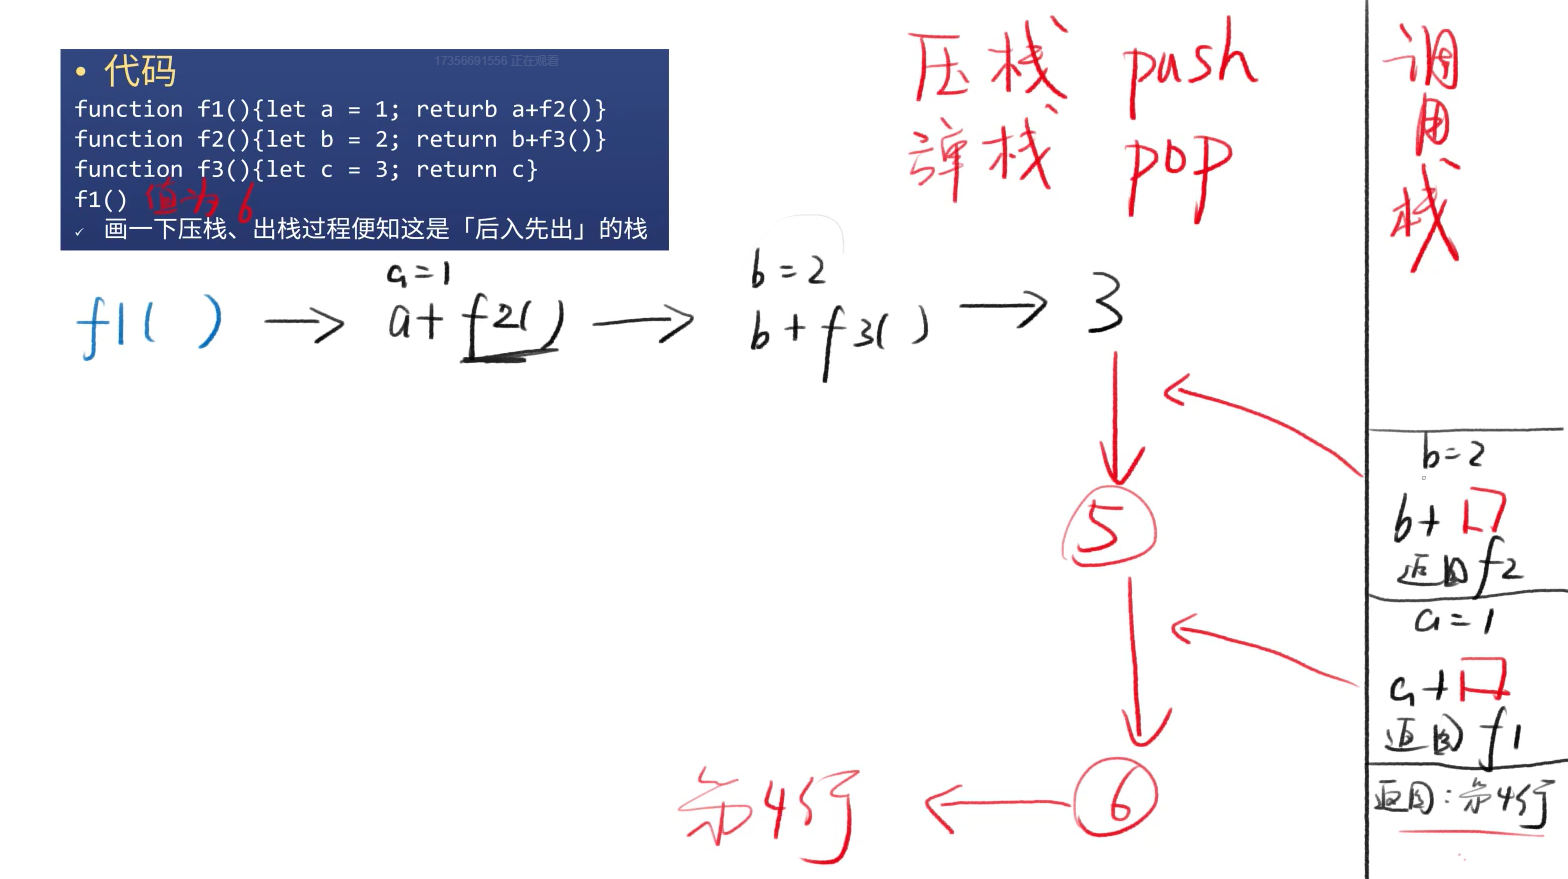 • 代码
17356691556 正在观看
function f1(){let a = 1; returb a+f2()}
function f2(){let b = 2; return b+f3()}
function f3(){let c = 3; return c}
f1() 值为 6
✓ 画一下压栈、出栈过程便知这是「后入先出」的栈
压栈 push
弹栈 pop
调用栈
a=1
b=2
f1() → a+f2() → b+f3() → 3
5
6
第4行
b=2
b+口
返回 f2
a=1
a+口
返回 f1
返回:第4行